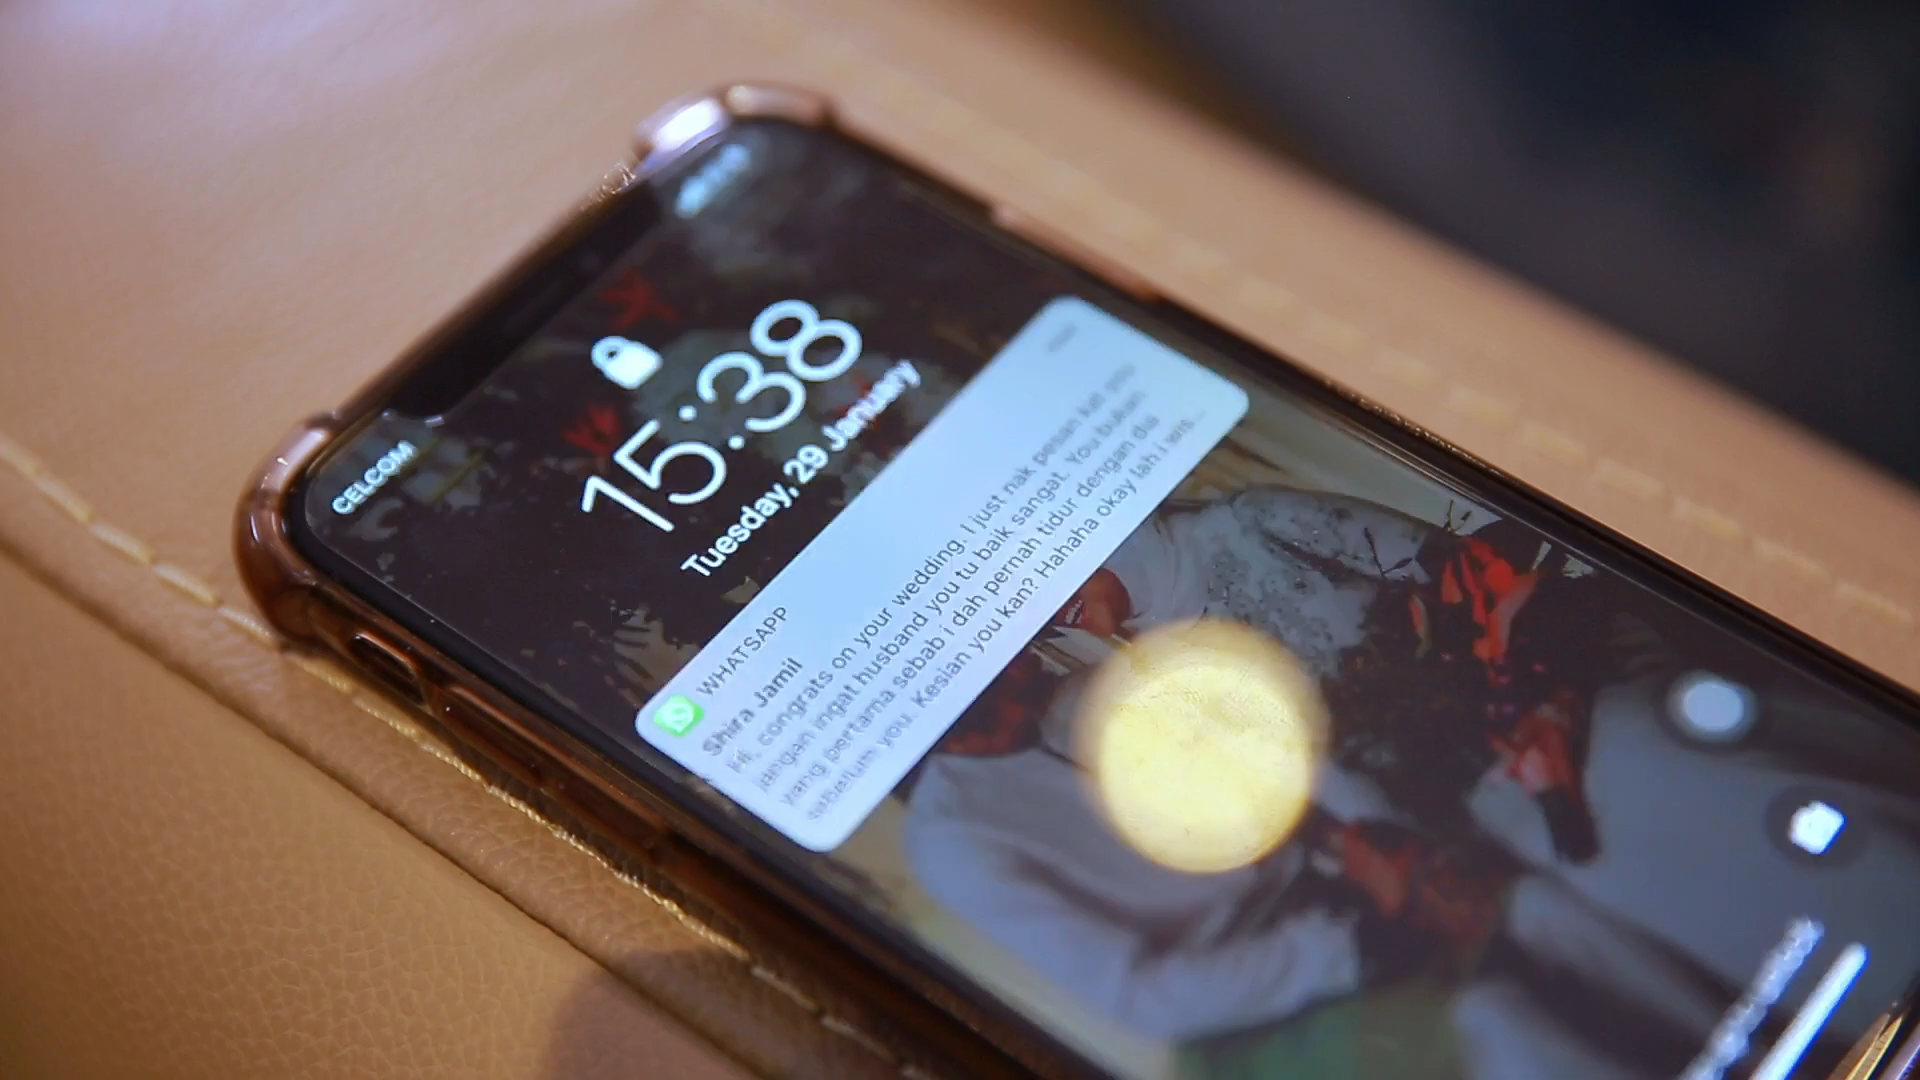 CELCOM
15:38
Tuesday, 29 January
WHATSAPP
Shira Jamil
Hi, congrats on your wedding. I just nak pesan kat you
jangan ingat husband you tu baik sangat. You bukan
yang pertama sebab i dah pernah tidur dengan dia
sebelum you. Kesian you kan? Hahaha okay lah i wis...